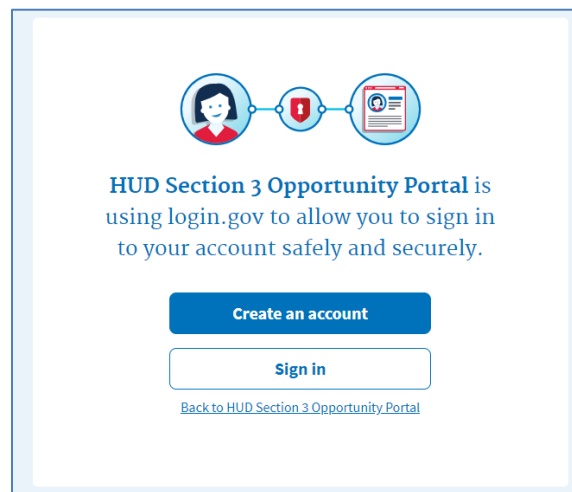 HUD Section 3 Opportunity Portal is
using login.gov to allow you to sign in
to your account safely and securely.
Create an account
Sign in
Back to HUD Section 3 Opportunity Portal